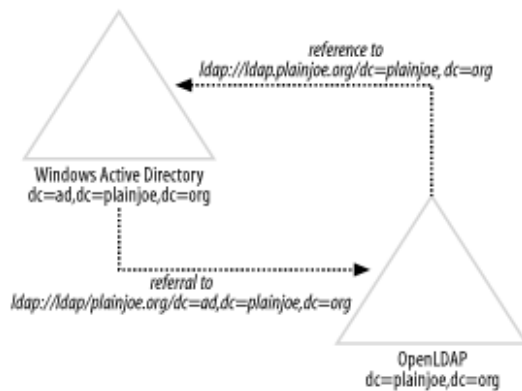 reference to
ldap://ldap.plainjoe.org/dc=plainjoe, dc=org
Windows Active Directory
dc=ad,dc=plainjoe,dc=org
referral to
ldap://ldap/plainjoe.org/dc=ad,dc=plainjoe,dc=org
OpenLDAP
dc=plainjoe,dc=org